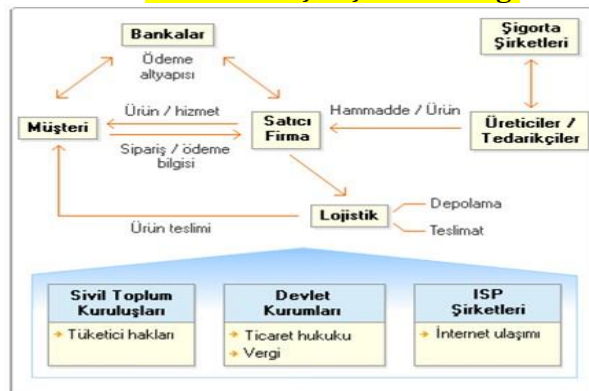 Bankalar
Şigorta
Şirketleri
Ödeme
altyapısı
Ürün / hizmet
Müşteri
Satıcı
Firma
Hammadde / Ürün
Üreticiler /
Tedarikçiler
Sipariş / ödeme
bilgisi
Lojistik
Depolama
Teslimat
Ürün teslimi
Sivil Toplum
Kuruluşları
Tüketici hakları
Devlet
Kurumları
Ticaret hukuku
Vergi
ISP
Şirketleri
İnternet ulaşımı